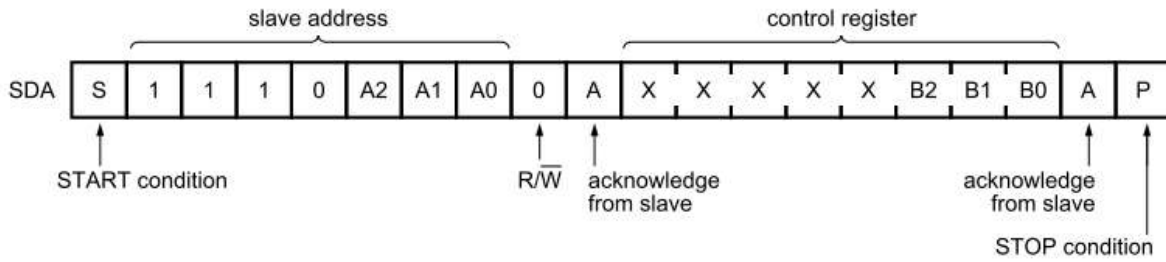 slave address control register
SDA S 1 1 1 0 A2 A1 A0 0 A X X X X X B2 B1 B0 A P
START condition R/W̅ acknowledge from slave acknowledge from slave
STOP condition